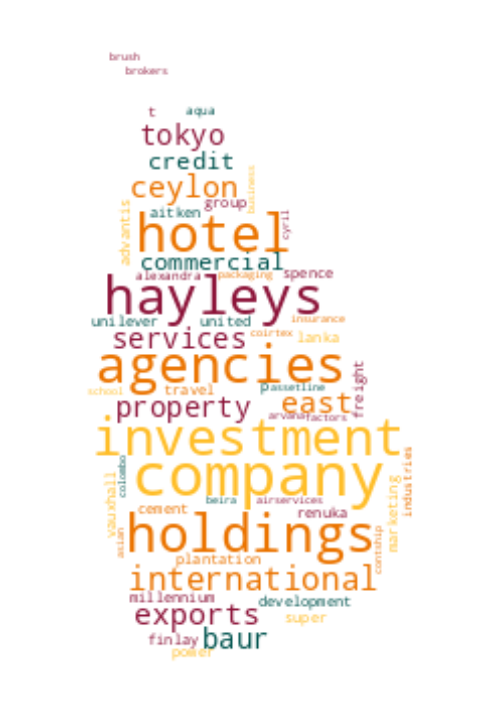 brush
brokers
t aqua
tokyo
credit
ceylon
business
group
advantis
aitken
hotel
cyril
commercial
alexandra packaging spence
hayleys
unilever united insurance
services coirtex lanka
agencies
school travel p assetline
freight
property east
arvana factors
investment
company
colombo
industries
vauxhall
beira airservices
cement renuka
marketing
holdings
asian
contship
plantation
international
millennium development
exports super
finlay baur
power